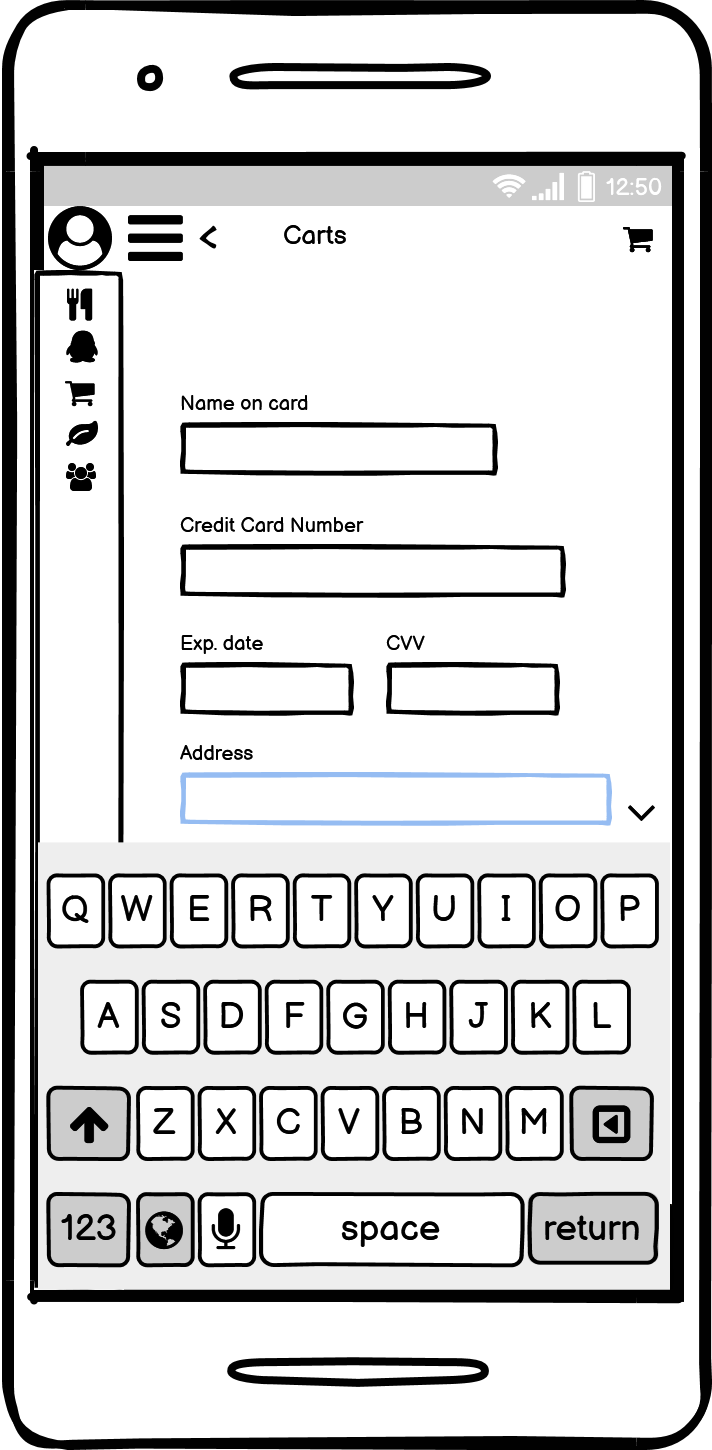 12:50
Carts
Name on card
Credit Card Number
Exp. date CVV
Address
Q W E R T Y U I O P
A S D F G H J K L
Z X C V B N M
123 space return